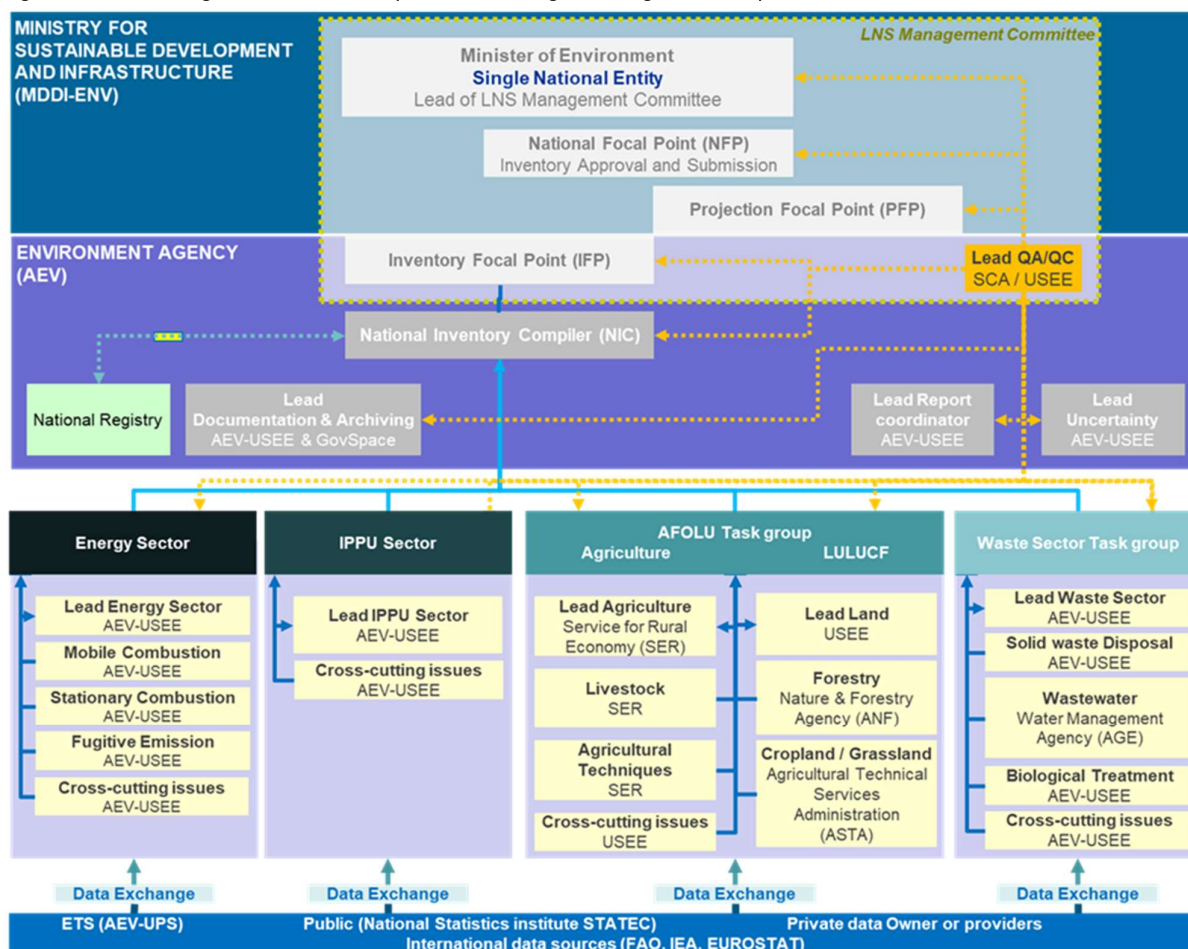 MINISTRY FOR
SUSTAINABLE DEVELOPMENT
AND INFRASTRUCTURE
(MDDI-ENV)
LNS Management Committee
Minister of Environment
Single National Entity
Lead of LNS Management Committee
National Focal Point (NFP)
Inventory Approval and Submission
Projection Focal Point (PFP)
ENVIRONMENT AGENCY
(AEV)
Inventory Focal Point (IFP)
Lead QA/QC
SCA / USEE
National Inventory Compiler (NIC)
National Registry
Lead
Documentation & Archiving
AEV-USEE & GovSpace
Lead Report
coordinator
AEV-USEE
Lead
Uncertainty
AEV-USEE
Energy Sector
Lead Energy Sector
AEV-USEE
Mobile Combustion
AEV-USEE
Stationary Combustion
AEV-USEE
Fugitive Emission
AEV-USEE
Cross-cutting issues
AEV-USEE
IPPU Sector
Lead IPPU Sector
AEV-USEE
Cross-cutting issues
AEV-USEE
AFOLU Task group
Agriculture
LULUCF
Lead Agriculture
Service for Rural
Economy (SER)
Livestock
SER
Agricultural
Techniques
SER
Cross-cutting issues
USEE
Lead Land
USEE
Forestry
Nature & Forestry
Agency (ANF)
Cropland / Grassland
Agricultural Technical
Services
Administration
(ASTA)
Waste Sector Task group
Lead Waste Sector
AEV-USEE
Solid waste Disposal
AEV-USEE
Wastewater
Water Management
Agency (AGE)
Biological Treatment
AEV-USEE
Cross-cutting issues
AEV-USEE
Data Exchange
Data Exchange
Data Exchange
Data Exchange
ETS (AEV-UPS)
Public (National Statistics institute STATEC)
Private data Owner or providers
International data sources (FAO, IEA, EUROSTAT)